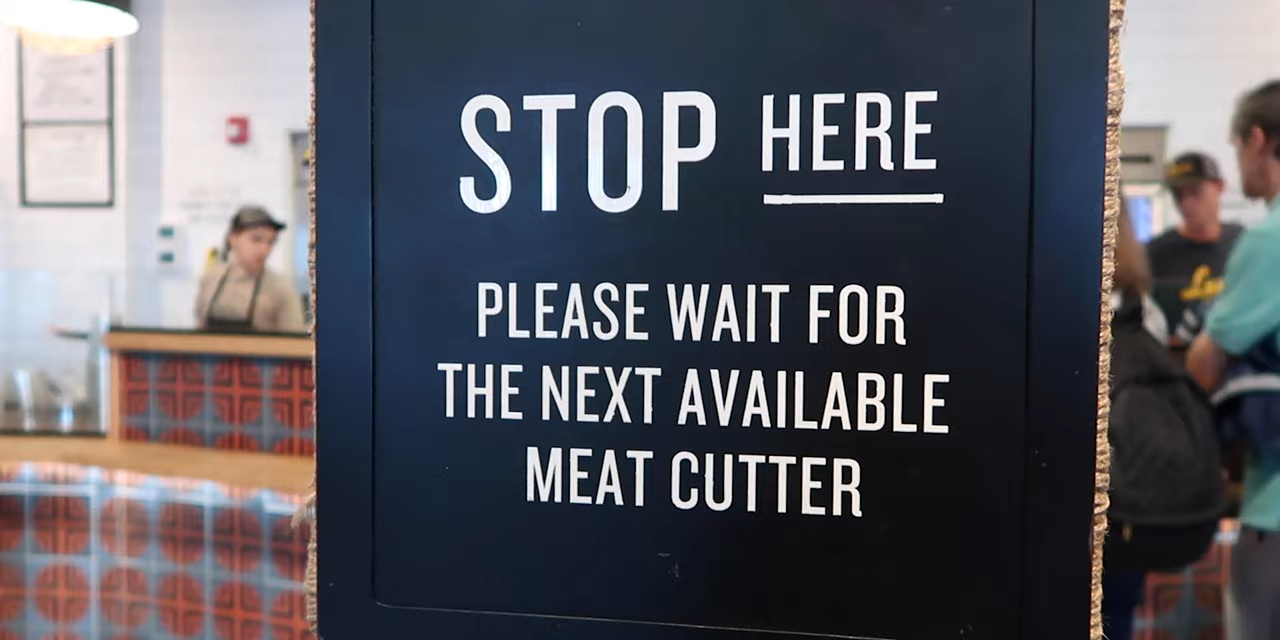 STOP HERE
PLEASE WAIT FOR
THE NEXT AVAILABLE
MEAT CUTTER